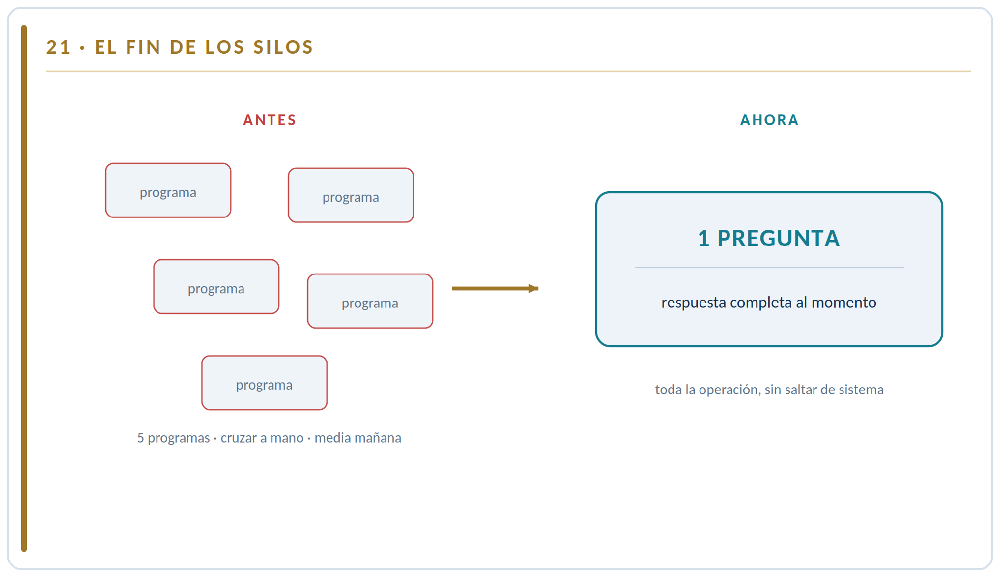 21 · EL FIN DE LOS SILOS
ANTES
programa
programa
programa
programa
programa
5 programas · cruzar a mano · media mañana
AHORA
1 PREGUNTA
respuesta completa al momento
toda la operación, sin saltar de sistema